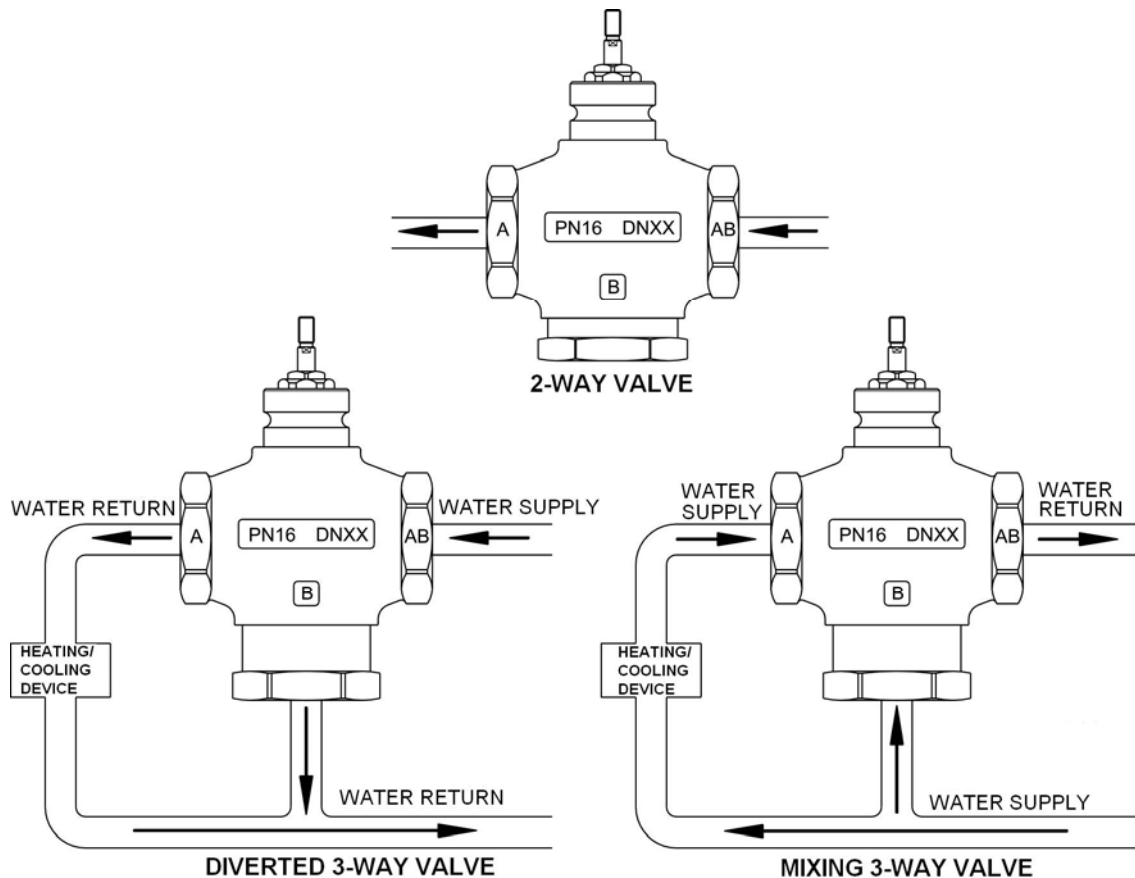 A
PN16 DNXX
AB
B
2-WAY VALVE
WATER RETURN
WATER SUPPLY
A
PN16 DNXX
AB
B
HEATING/
COOLING
DEVICE
WATER RETURN
DIVERTED 3-WAY VALVE
WATER
SUPPLY
WATER
RETURN
A
PN16 DNXX
AB
B
HEATING/
COOLING
DEVICE
WATER SUPPLY
MIXING 3-WAY VALVE